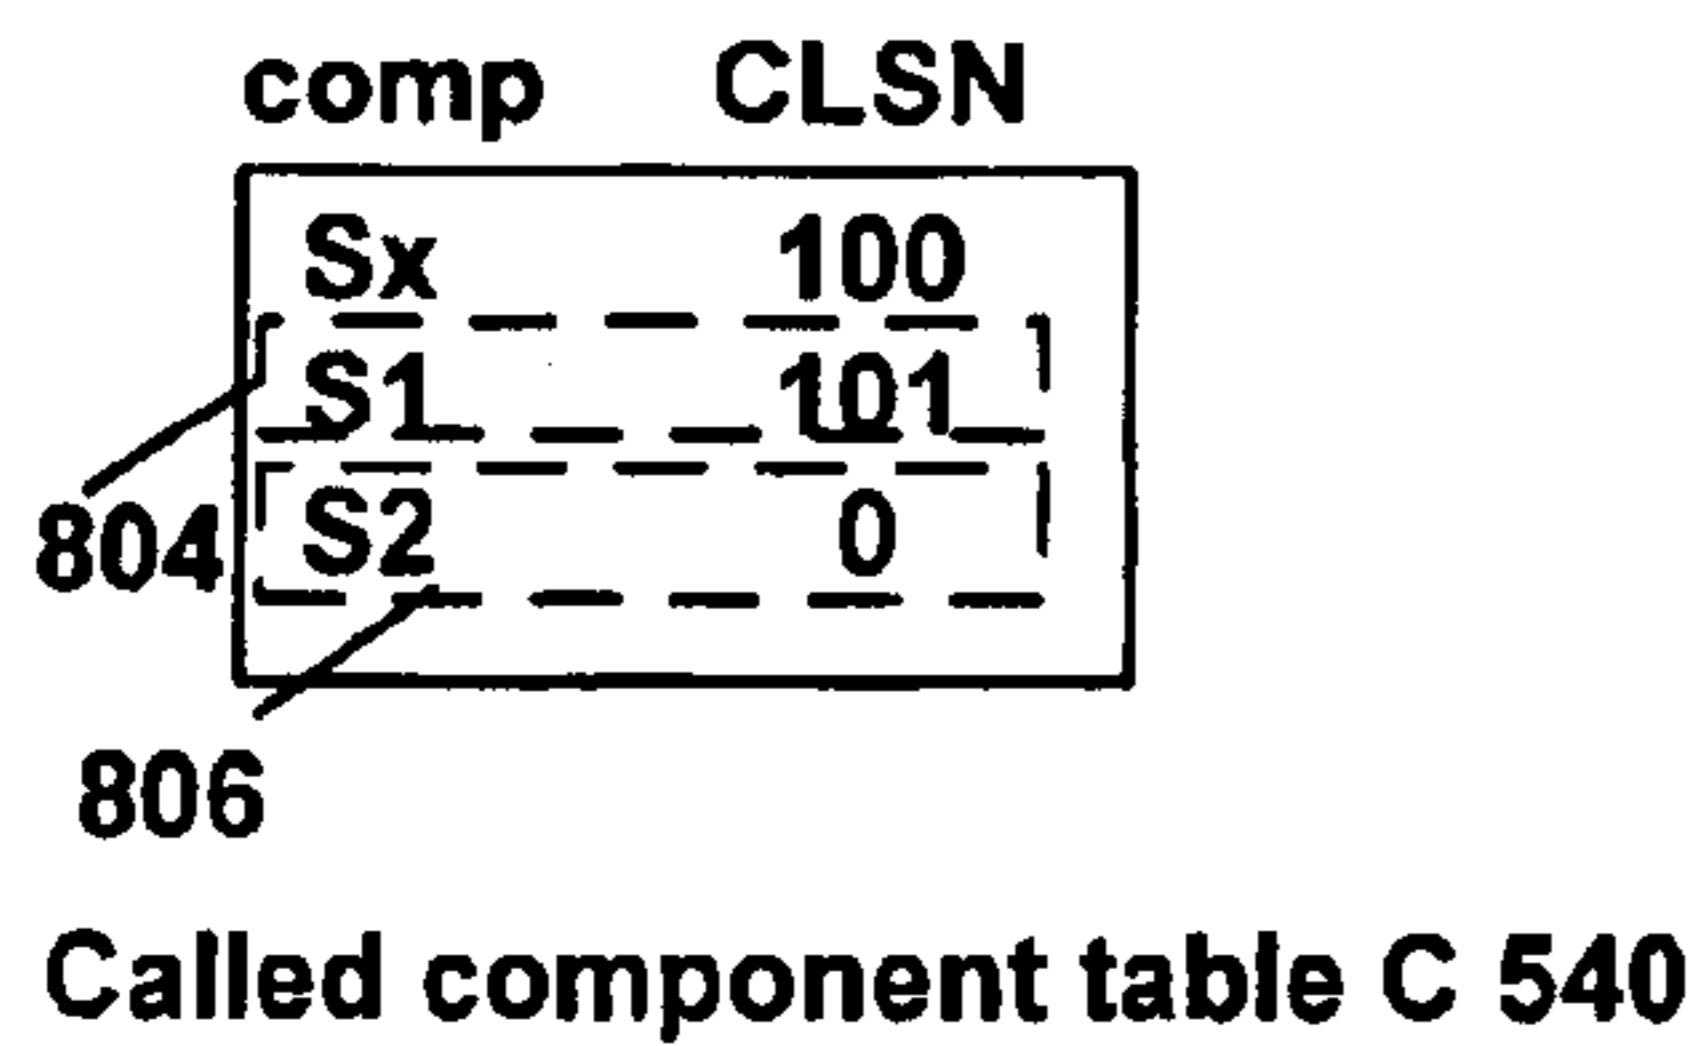 comp CLSN
Sx 100
S1 101
S2 0
804
806
Called component table C 540